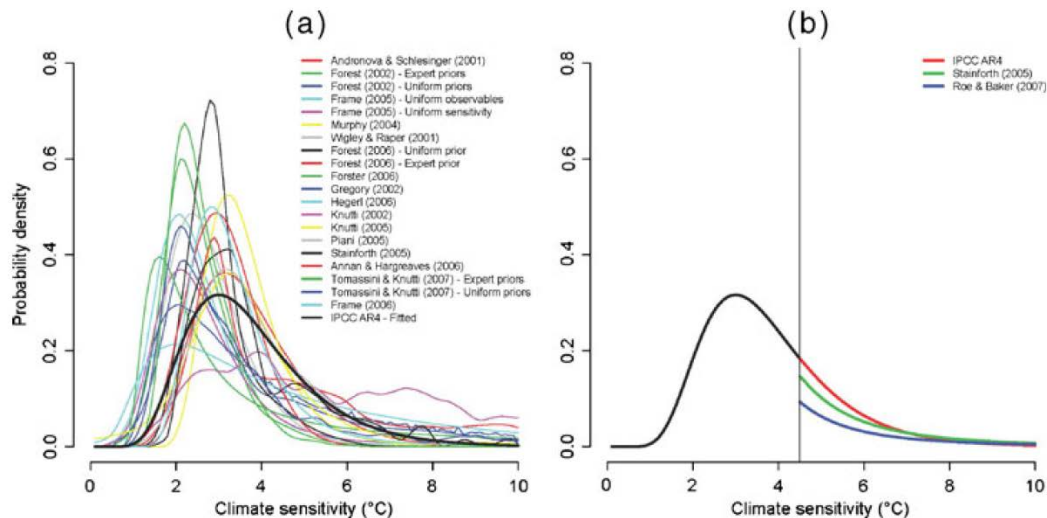 (a)
Andronova & Schlesinger (2001)
Forest (2002) - Expert priors
Forest (2002) - Uniform priors
Frame (2005) - Uniform observables
Frame (2005) - Uniform sensitivity
Murphy (2004)
Wigley & Raper (2001)
Forest (2006) - Uniform prior
Forest (2006) - Expert prior
Forster (2006)
Gregory (2002)
Hegerl (2006)
Knutti (2002)
Knutti (2005)
Piani (2005)
Stainforth (2005)
Annan & Hargreaves (2006)
Tomassini & Knutti (2007) - Expert priors
Tomassini & Knutti (2007) - Uniform priors
Frame (2006)
IPCC AR4 - Fitted
Probability density
0.8
0.6
0.4
0.2
0.0
0 2 4 6 8 10
Climate sensitivity (°C)
(b)
IPCC AR4
Stainforth (2005)
Roe & Baker (2007)
0.8
0.6
0.4
0.2
0.0
0 2 4 6 8 10
Climate sensitivity (°C)